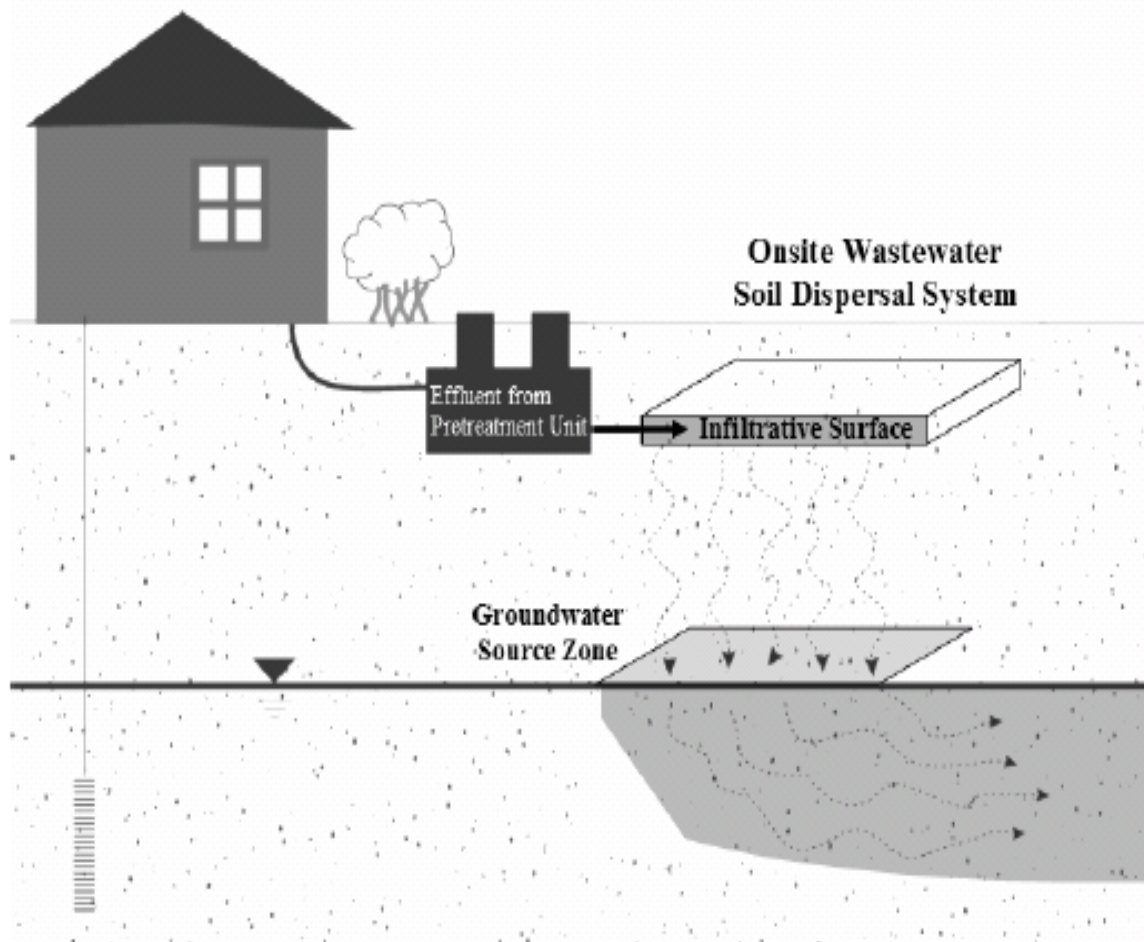 Onsite Wastewater
Soil Dispersal System
Effluent from
Pretreatment Unit
Infiltrative Surface
Groundwater
Source Zone